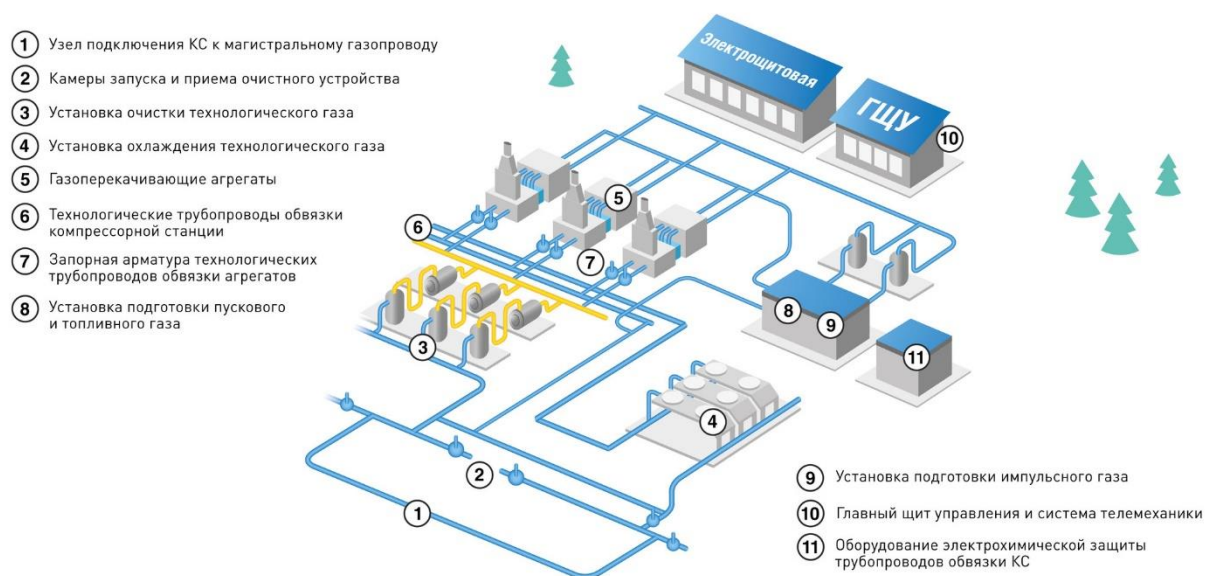 1 Узел подключения КС к магистральному газопроводу
2 Камеры запуска и приема очистного устройства
3 Установка очистки технологического газа
4 Установка охлаждения технологического газа
5 Газоперекачивающие агрегаты
6 Технологические трубопроводы обвязки
компрессорной станции
7 Запорная арматура технологических
трубопроводов обвязки агрегатов
8 Установка подготовки пускового
и топливного газа
Электрощитовая
ГЩУ
10
5
6
7
8
9
3
11
4
2
1
9 Установка подготовки импульсного газа
10 Главный щит управления и система телемеханики
11 Оборудование электрохимической защиты
трубопроводов обвязки КС